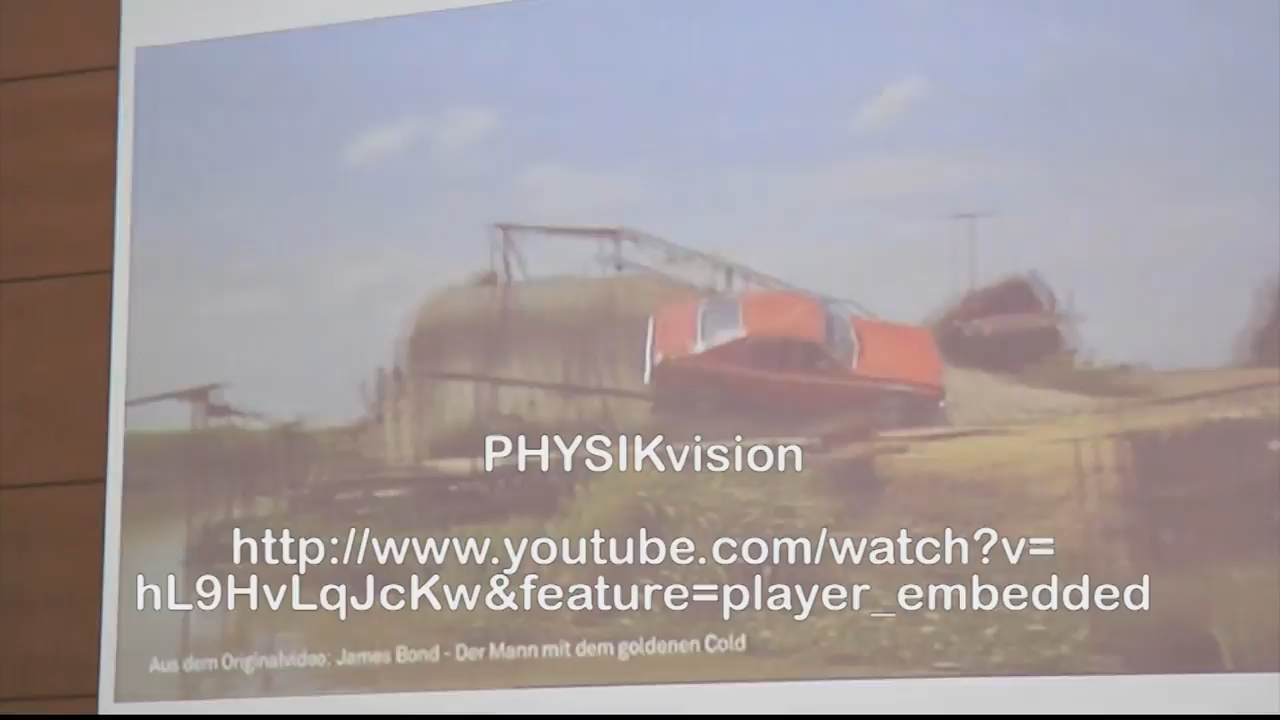 PHYSIKvision
http://www.youtube.com/watch?v=
hL9HvLqJcKw&feature=player_embedded
Aus dem Originalvideo: James Bond - Der Mann mit dem goldenen Cold